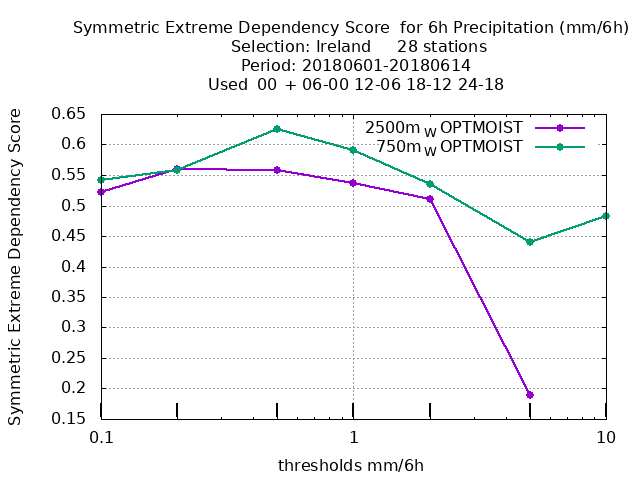 Symmetric Extreme Dependency Score  for 6h Precipitation (mm/6h)
Selection: Ireland     28 stations
Period: 20180601-20180614
Used  00  + 06-00 12-06 18-12 24-18
Symmetric Extreme Dependency Score
0.65
0.6
0.55
0.5
0.45
0.4
0.35
0.3
0.25
0.2
0.15
2500m W OPTMOIST
750m W OPTMOIST
0.1
1
10
thresholds mm/6h